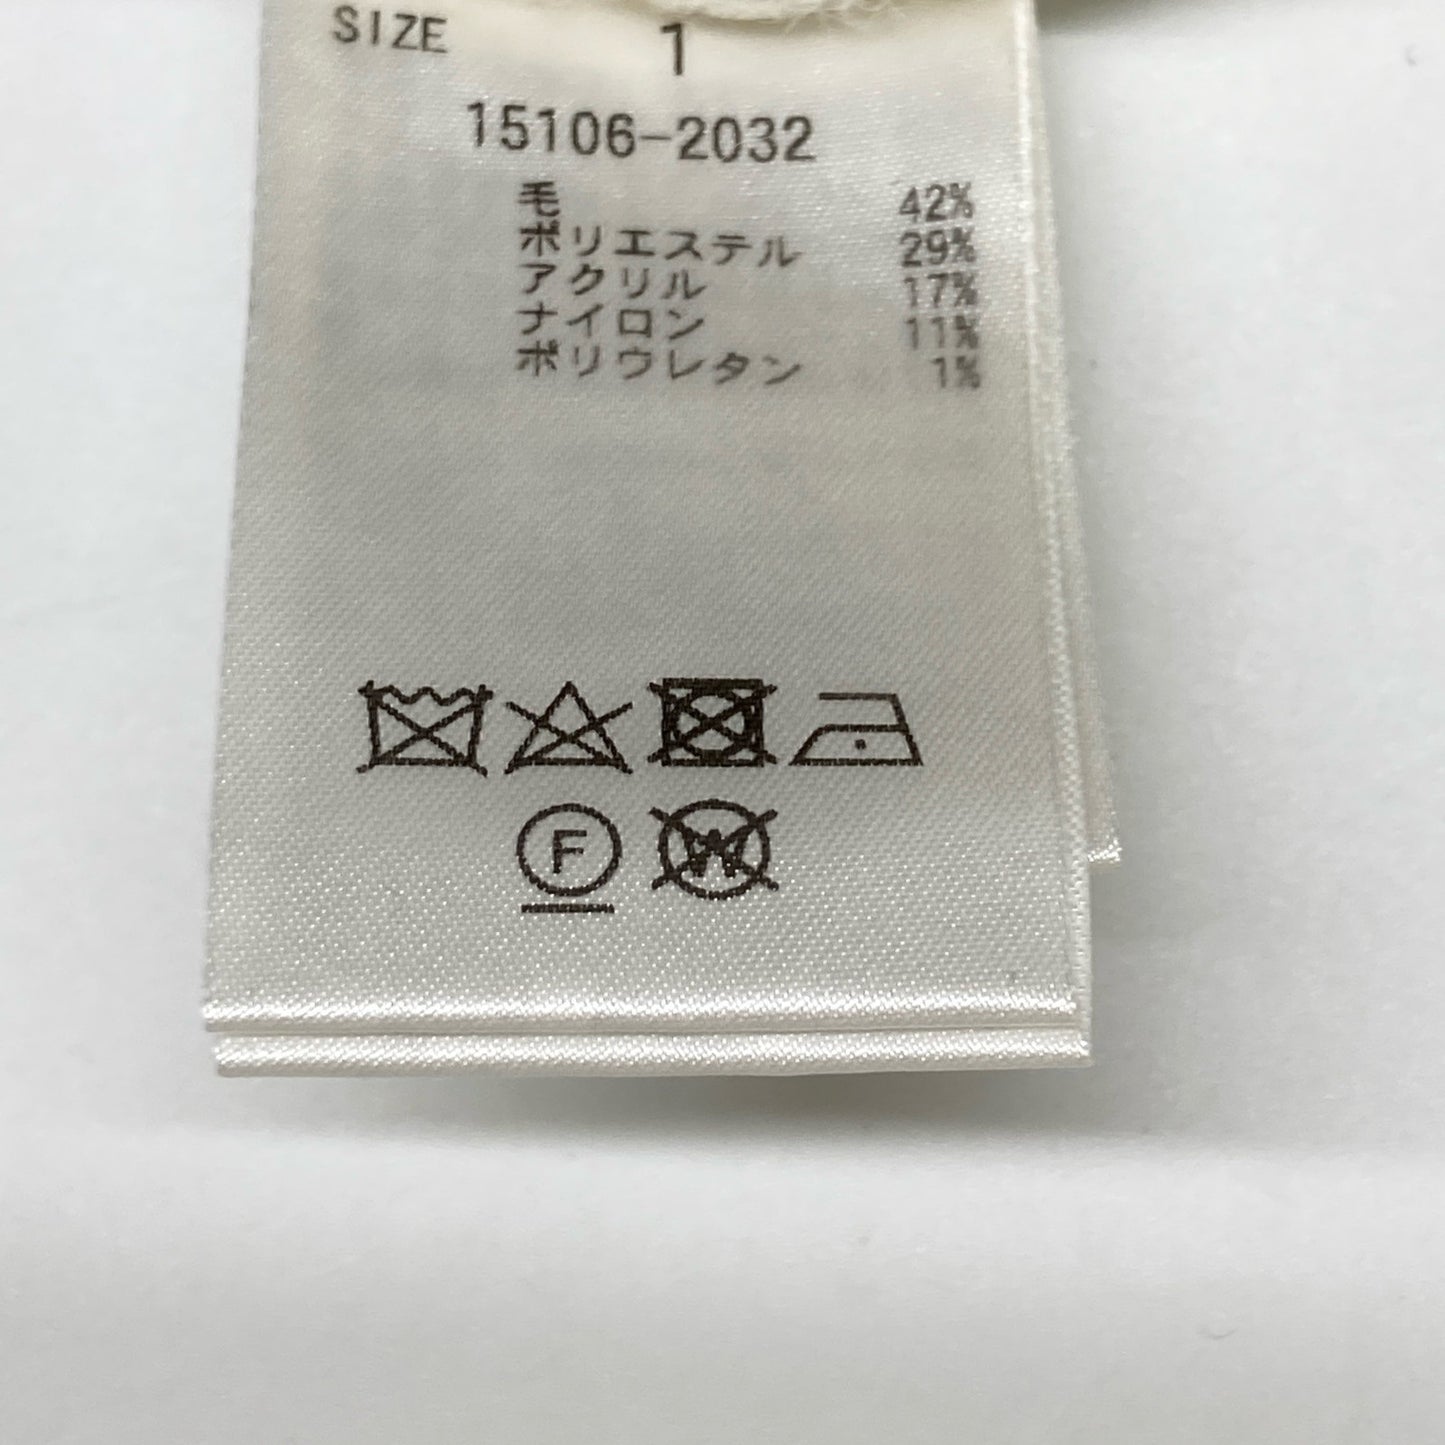 SIZE 1
15106-2032
毛 42%
ポリエステル 29%
アクリル 17%
ナイロン 11%
ポリウレタン 1%
F W